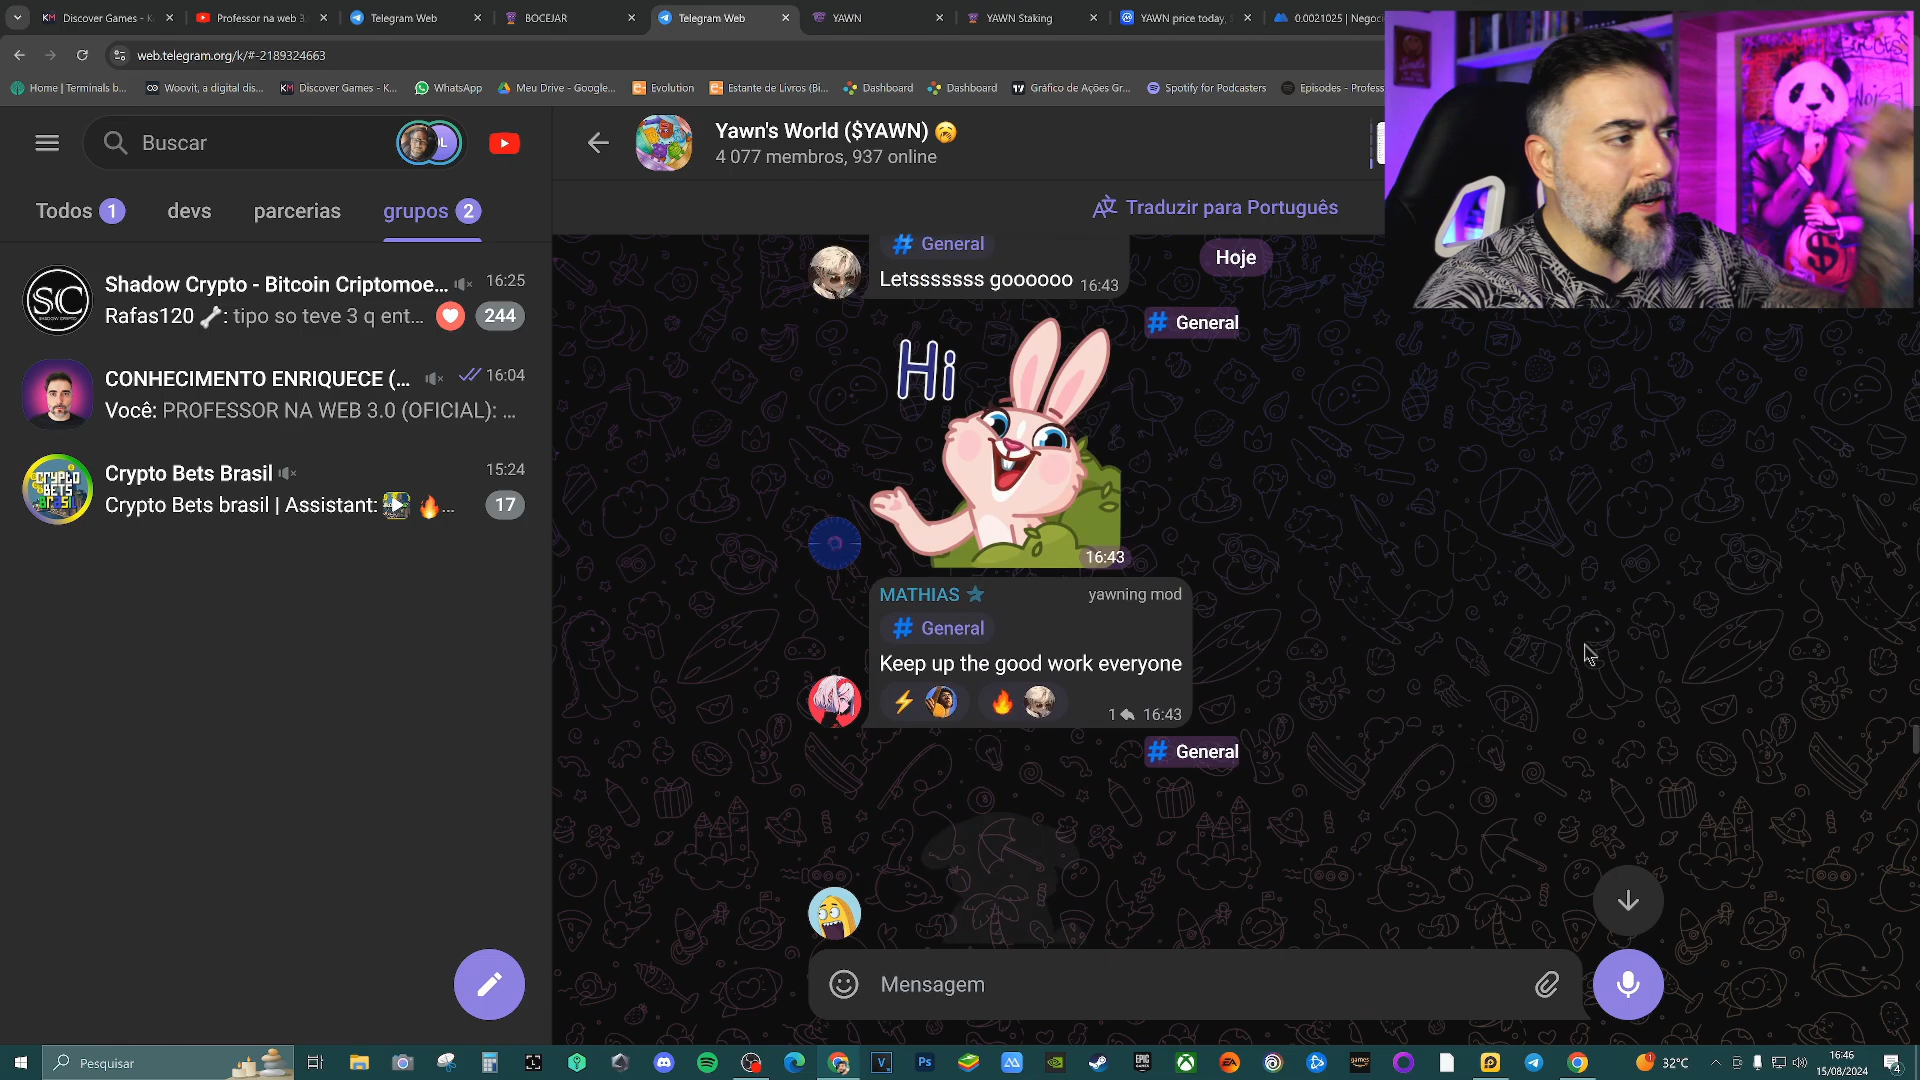 Discover Games - K
Professor na web 3.
Telegram Web
BOCEJAR
Telegram Web
YAWN
YAWN Staking
YAWN price today,
0.0021025 | Negoci
web.telegram.org/k/#-2189324663
Home | Terminals b...
Woovit, a digital dis...
Discover Games - K...
WhatsApp
Meu Drive - Google...
Evolution
Estante de Livros (Bi...
Dashboard
Dashboard
Gráfico de Ações Gr...
Spotify for Podcasters
Episodes - Profess
Buscar
L
Todos 1
devs
parcerias
grupos 2
Shadow Crypto - Bitcoin Criptomoe... 16:25
Rafas120 🦴: tipo so teve 3 q ent... 244
SC
CONHECIMENTO ENRIQUECE (... 16:04
Você: PROFESSOR NA WEB 3.0 (OFICIAL): ...
Crypto Bets Brasil 15:24
Crypto Bets brasil | Assistant: 🔥... 17
CRYPTO
BETS
BRASIL
Yawn's World ($YAWN) 🥱
4 077 membros, 937 online
Traduzir para Português
# General
Hoje
Letsssssss goooooo 16:43
# General
Hi
16:43
MATHIAS yawning mod
# General
Keep up the good work everyone
⚡ 🔥 1 16:43
# General
Mensagem
$
Pesquisar
32°C
16:46
15/08/2024
4